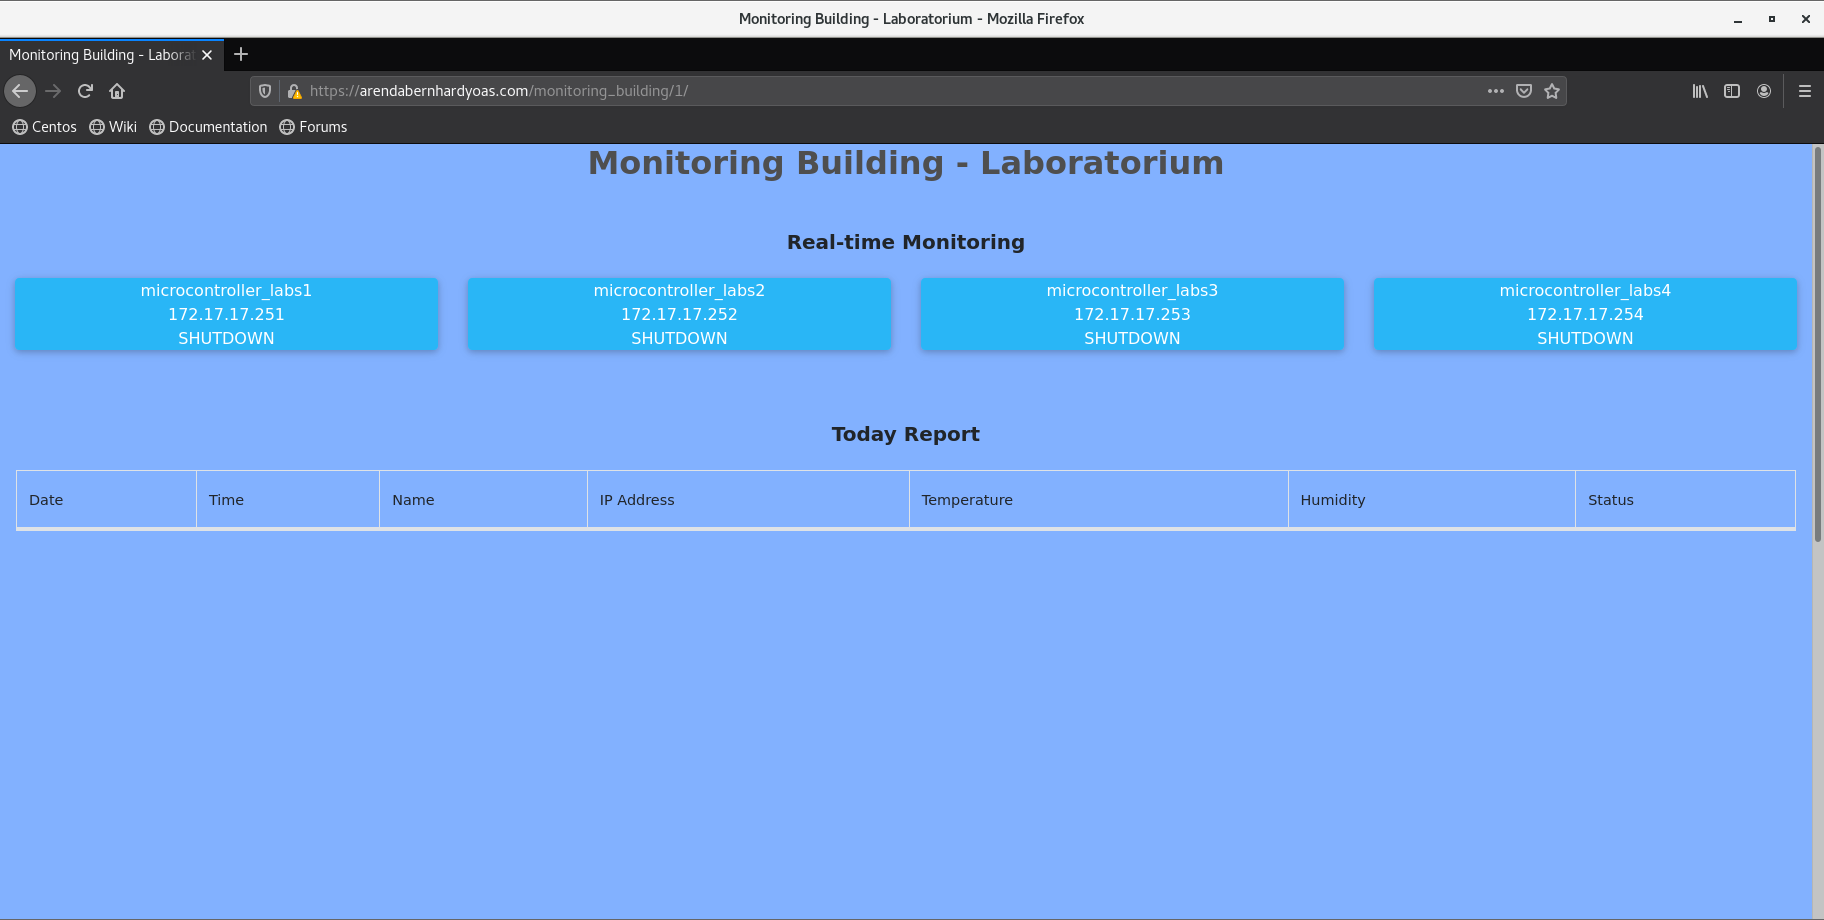 Monitoring Building - Laboratorium - Mozilla Firefox
Monitoring Building - Labora
https://arendabernhardyoas.com/monitoring_building/1/
Centos Wiki Documentation Forums
Monitoring Building - Laboratorium
Real-time Monitoring
microcontroller_labs1
172.17.17.251
SHUTDOWN
microcontroller_labs2
172.17.17.252
SHUTDOWN
microcontroller_labs3
172.17.17.253
SHUTDOWN
microcontroller_labs4
172.17.17.254
SHUTDOWN
Today Report
Date Time Name IP Address Temperature Humidity Status